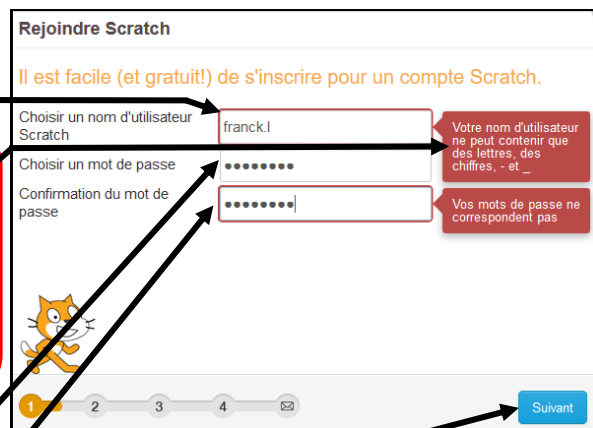 Rejoindre Scratch
Il est facile (et gratuit!) de s'inscrire pour un compte Scratch.
Choisir un nom d'utilisateur
Scratch
franck.l
Votre nom d'utilisateur
ne peut contenir que
des lettres, des
chiffres, - et _
Choisir un mot de passe
●●●●●●●●
Confirmation du mot de
passe
●●●●●●●●
Vos mots de passe ne
correspondent pas
1 2 3 4
Suivant